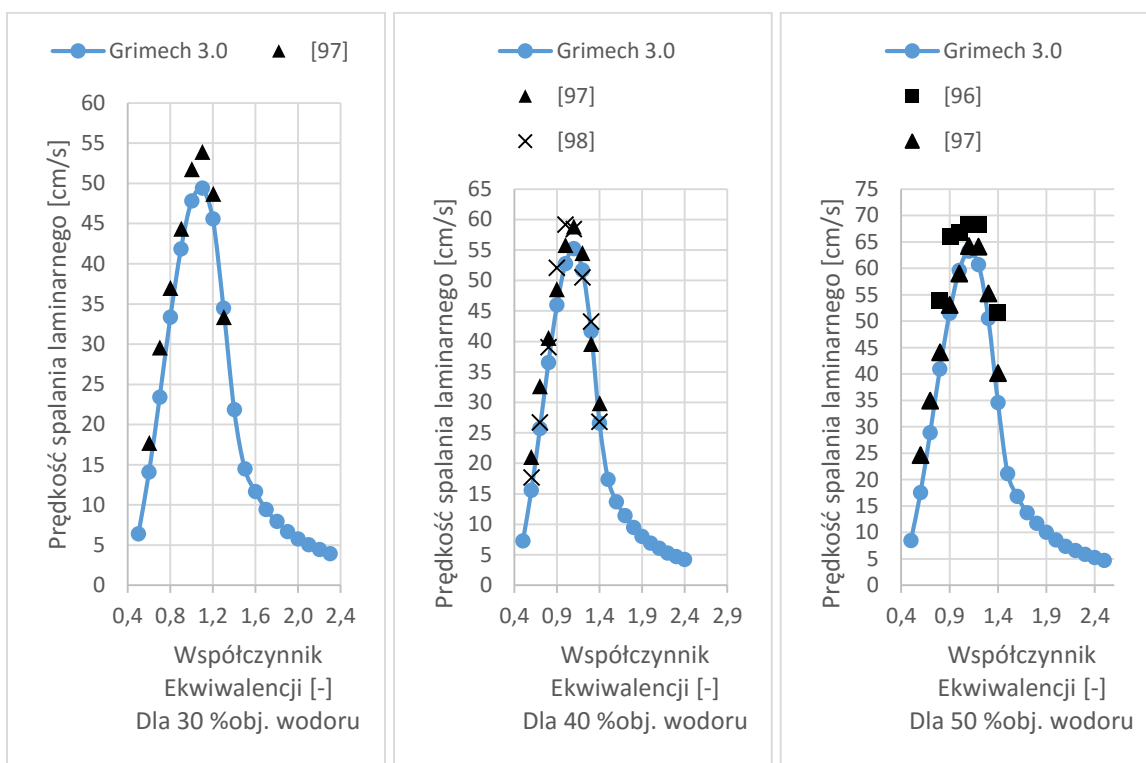 Grimech 3.0
[97]
Prędkość spalania laminarnego [cm/s]
60
55
50
45
40
35
30
25
20
15
10
5
0
0,4 0,8 1,2 1,6 2,0 2,4
Współczynnik
Ekwiwalencji [-]
Dla 30 %obj. wodoru
Grimech 3.0
[97]
[98]
Prędkość spalania laminarnego [cm/s]
65
60
55
50
45
40
35
30
25
20
15
10
5
0
0,4 0,9 1,4 1,9 2,4 2,9
Współczynnik
Ekwiwalencji [-]
Dla 40 %obj. wodoru
Grimech 3.0
[96]
[97]
Prędkość spalania laminarnego [cm/s]
75
70
65
60
55
50
45
40
35
30
25
20
15
10
5
0
0,4 0,9 1,4 1,9 2,4
Współczynnik
Ekwiwalencji [-]
Dla 50 %obj. wodoru